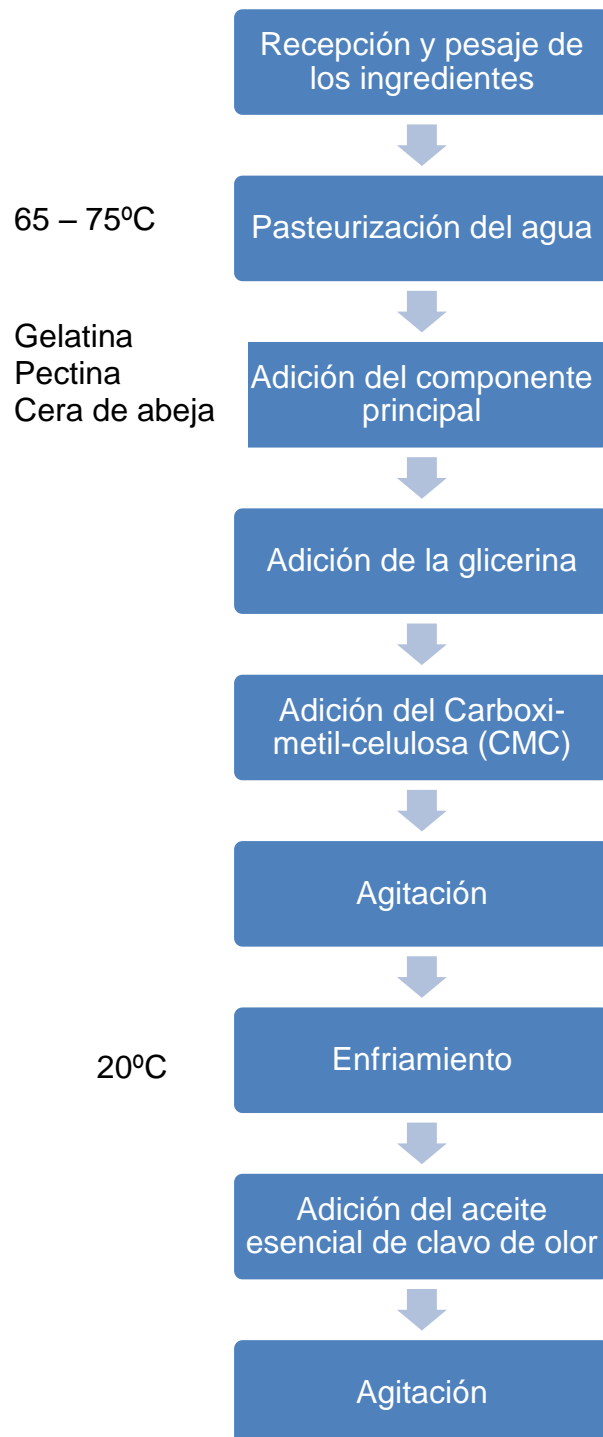 Recepción y pesaje de
los ingredientes
65 – 75ºC
Pasteurización del agua
Gelatina
Pectina
Cera de abeja
Adición del componente
principal
Adición de la glicerina
Adición del Carboxi-
metil-celulosa (CMC)
Agitación
20ºC
Enfriamiento
Adición del aceite
esencial de clavo de olor
Agitación